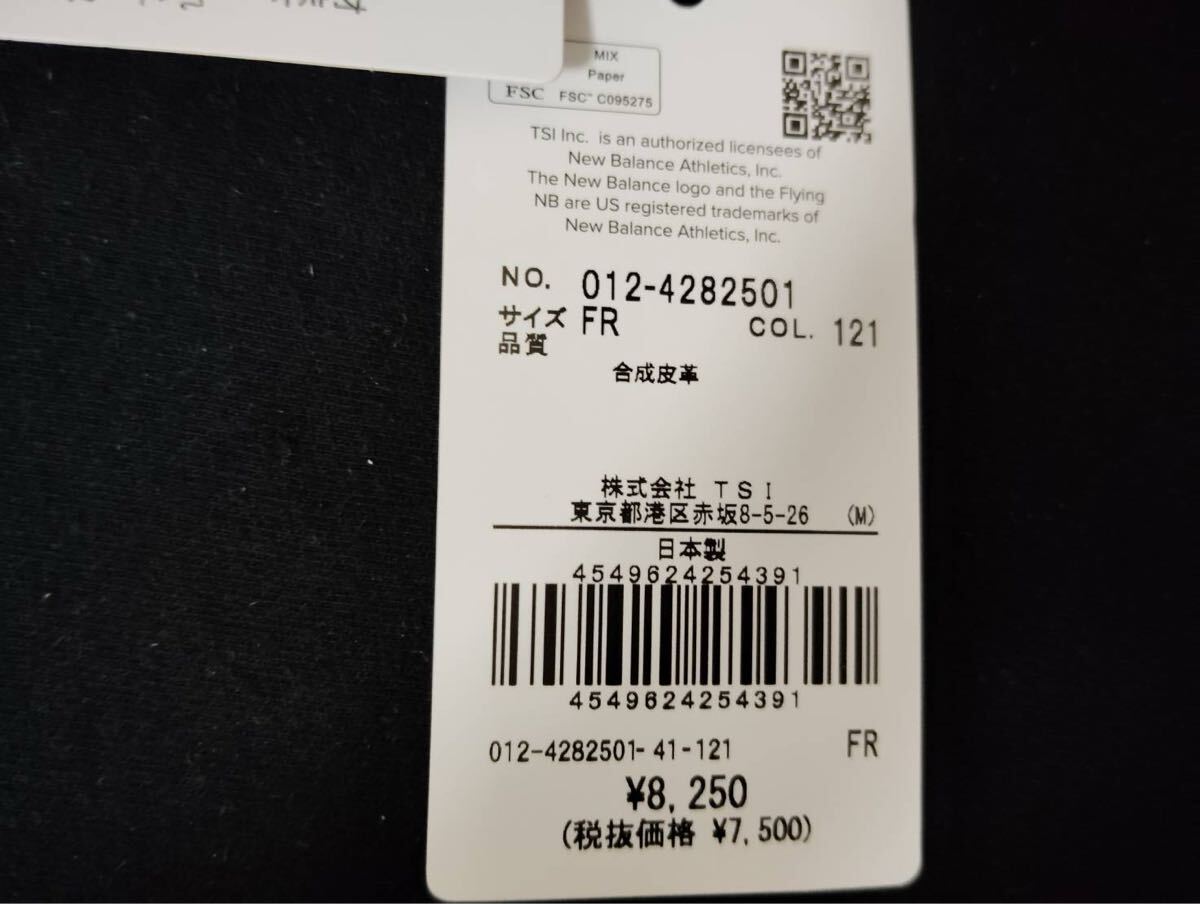 MIX
Paper
FSC FSC™ C095275
TSI Inc. is an authorized licensees of
New Balance Athletics, Inc.
The New Balance logo and the Flying
NB are US registered trademarks of
New Balance Athletics, Inc.
NO. 012-4282501
サイズ FR COL. 121
品質
合成皮革
株式会社 TSI
東京都港区赤坂8-5-26 (M)
日本製
4549624254391
4549624254391
012-4282501-41-121 FR
¥8,250
(税抜価格 ¥7,500)